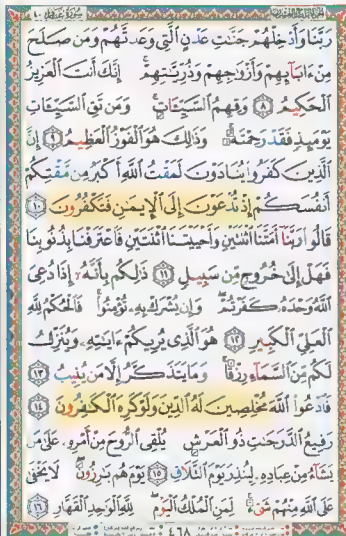 سورة غافر ٤٠
رَبَّنَا وَأَدْخِلْهُمْ جَنَّٰتِ عَدْنٍ ٱلَّتِي وَعَدتَّهُمْ وَمَن صَلَحَ
مِنْ ءَابَآئِهِمْ وَأَزْوَٰجِهِمْ وَذُرِّيَّٰتِهِمْ ۚ إِنَّكَ أَنتَ ٱلْعَزِيزُ
ٱلْحَكِيمُ ٨ وَقِهِمُ ٱلسَّيِّـَٔاتِ ۚ وَمَن تَقِ ٱلسَّيِّـَٔاتِ
يَوْمَئِذٍ فَقَدْ رَحِمْتَهُۥ ۚ وَذَٰلِكَ هُوَ ٱلْفَوْزُ ٱلْعَظِيمُ ٩ إِنَّ
ٱلَّذِينَ كَفَرُوا۟ يُنَادَوْنَ لَمَقْتُ ٱللَّهِ أَكْبَرُ مِن مَّقْتِكُمْ
أَنفُسَكُمْ إِذْ تُدْعَوْنَ إِلَى ٱلْإِيمَٰنِ فَتَكْفُرُونَ ١٠
قَالُوا۟ رَبَّنَآ أَمَتَّنَا ٱثْنَتَيْنِ وَأَحْيَيْتَنَا ٱثْنَتَيْنِ فَٱعْتَرَفْنَا بِذُنُوبِنَا
فَهَلْ إِلَىٰ خُرُوجٍ مِّن سَبِيلٍ ١١ ذَٰلِكُم بِأَنَّهُۥٓ إِذَا دُعِيَ
ٱللَّهُ وَحْدَهُۥ كَفَرْتُمْ ۖ وَإِن يُشْرَكْ بِهِۦ تُؤْمِنُوا۟ ۚ فَٱلْحُكْمُ لِلَّهِ
ٱلْعَلِيِّ ٱلْكَبِيرِ ١٢ هُوَ ٱلَّذِي يُرِيكُمْ ءَايَٰتِهِۦ وَيُنَزِّلُ
لَكُم مِّنَ ٱلسَّمَآءِ رِزْقًا ۚ وَمَا يَتَذَكَّرُ إِلَّا مَن يُنِيبُ ١٣
فَٱدْعُوا۟ ٱللَّهَ مُخْلِصِينَ لَهُ ٱلدِّينَ وَلَوْ كَرِهَ ٱلْكَٰفِرُونَ ١٤
رَفِيعُ ٱلدَّرَجَٰتِ ذُو ٱلْعَرْشِ يُلْقِي ٱلرُّوحَ مِنْ أَمْرِهِۦ عَلَىٰ مَن
يَشَآءُ مِنْ عِبَادِهِۦ لِيُنذِرَ يَوْمَ ٱلتَّلَاقِ ١٥ يَوْمَ هُم بَٰرِزُونَ ۖ لَا يَخْفَىٰ
عَلَى ٱللَّهِ مِنْهُمْ شَيْءٌ ۚ لِّمَنِ ٱلْمُلْكُ ٱلْيَوْمَ ۖ لِلَّهِ ٱلْوَٰحِدِ ٱلْقَهَّارِ ١٦
٤٦٨